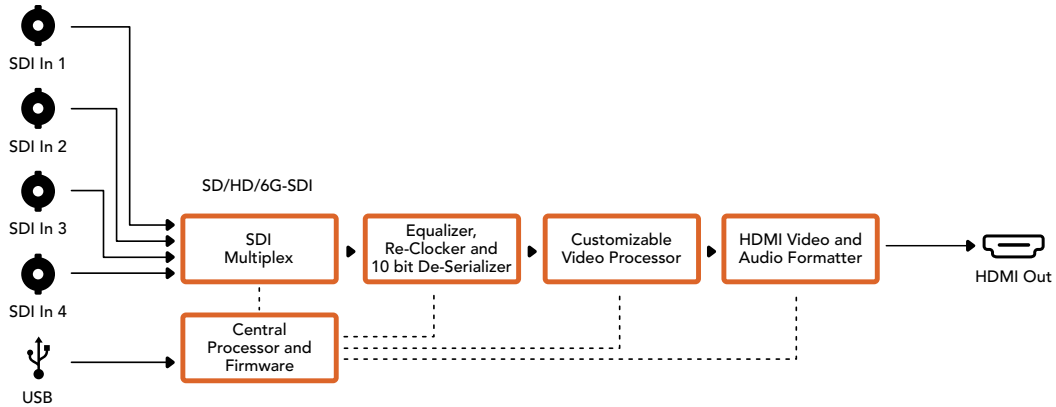 SDI In 1
SDI In 2
SDI In 3
SDI In 4
USB
SD/HD/6G-SDI
SDI
Multiplex
Equalizer,
Re-Clocker and
10 bit De-Serializer
Customizable
Video Processor
HDMI Video and
Audio Formatter
HDMI Out
Central
Processor and
Firmware